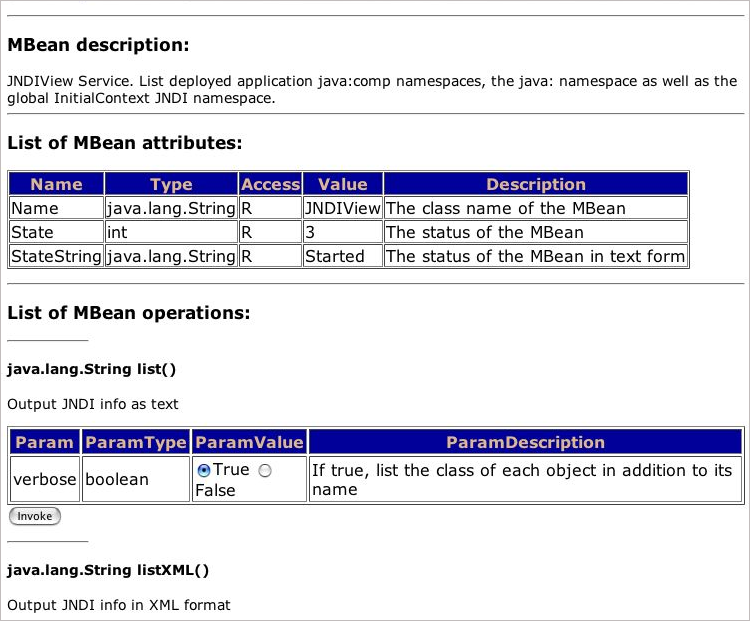 MBean description:
JNDIView Service. List deployed application java:comp namespaces, the java: namespace as well as the
global InitialContext JNDI namespace.
List of MBean attributes:
Name Type Access Value Description
Name java.lang.String R JNDIView The class name of the MBean
State int R 3 The status of the MBean
StateString java.lang.String R Started The status of the MBean in text form
List of MBean operations:
java.lang.String list()
Output JNDI info as text
Param ParamType ParamValue ParamDescription
verbose boolean True False If true, list the class of each object in addition to its
name
Invoke
java.lang.String listXML()
Output JNDI info in XML format